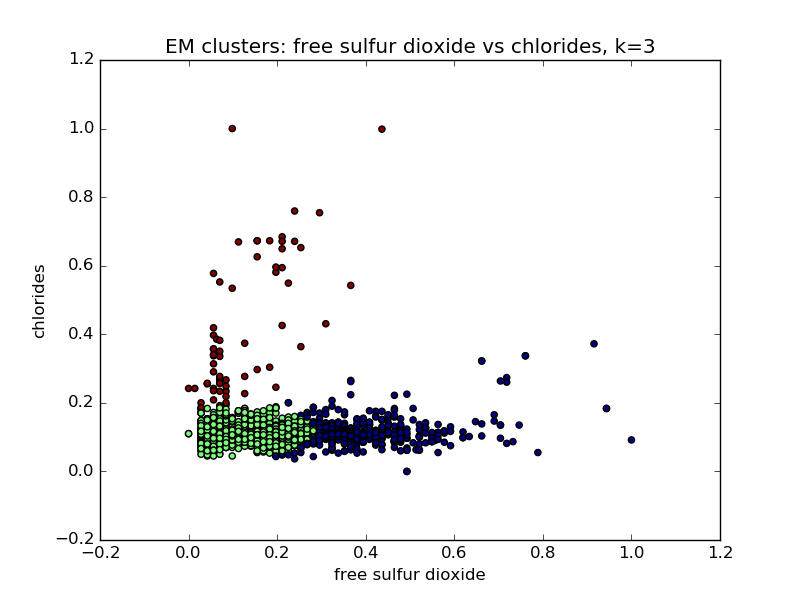 EM clusters: free sulfur dioxide vs chlorides, k=3
1.2
1.0
0.8
0.6
0.4
0.2
0.0
−0.2
chlorides
−0.2 0.0 0.2 0.4 0.6 0.8 1.0 1.2
free sulfur dioxide